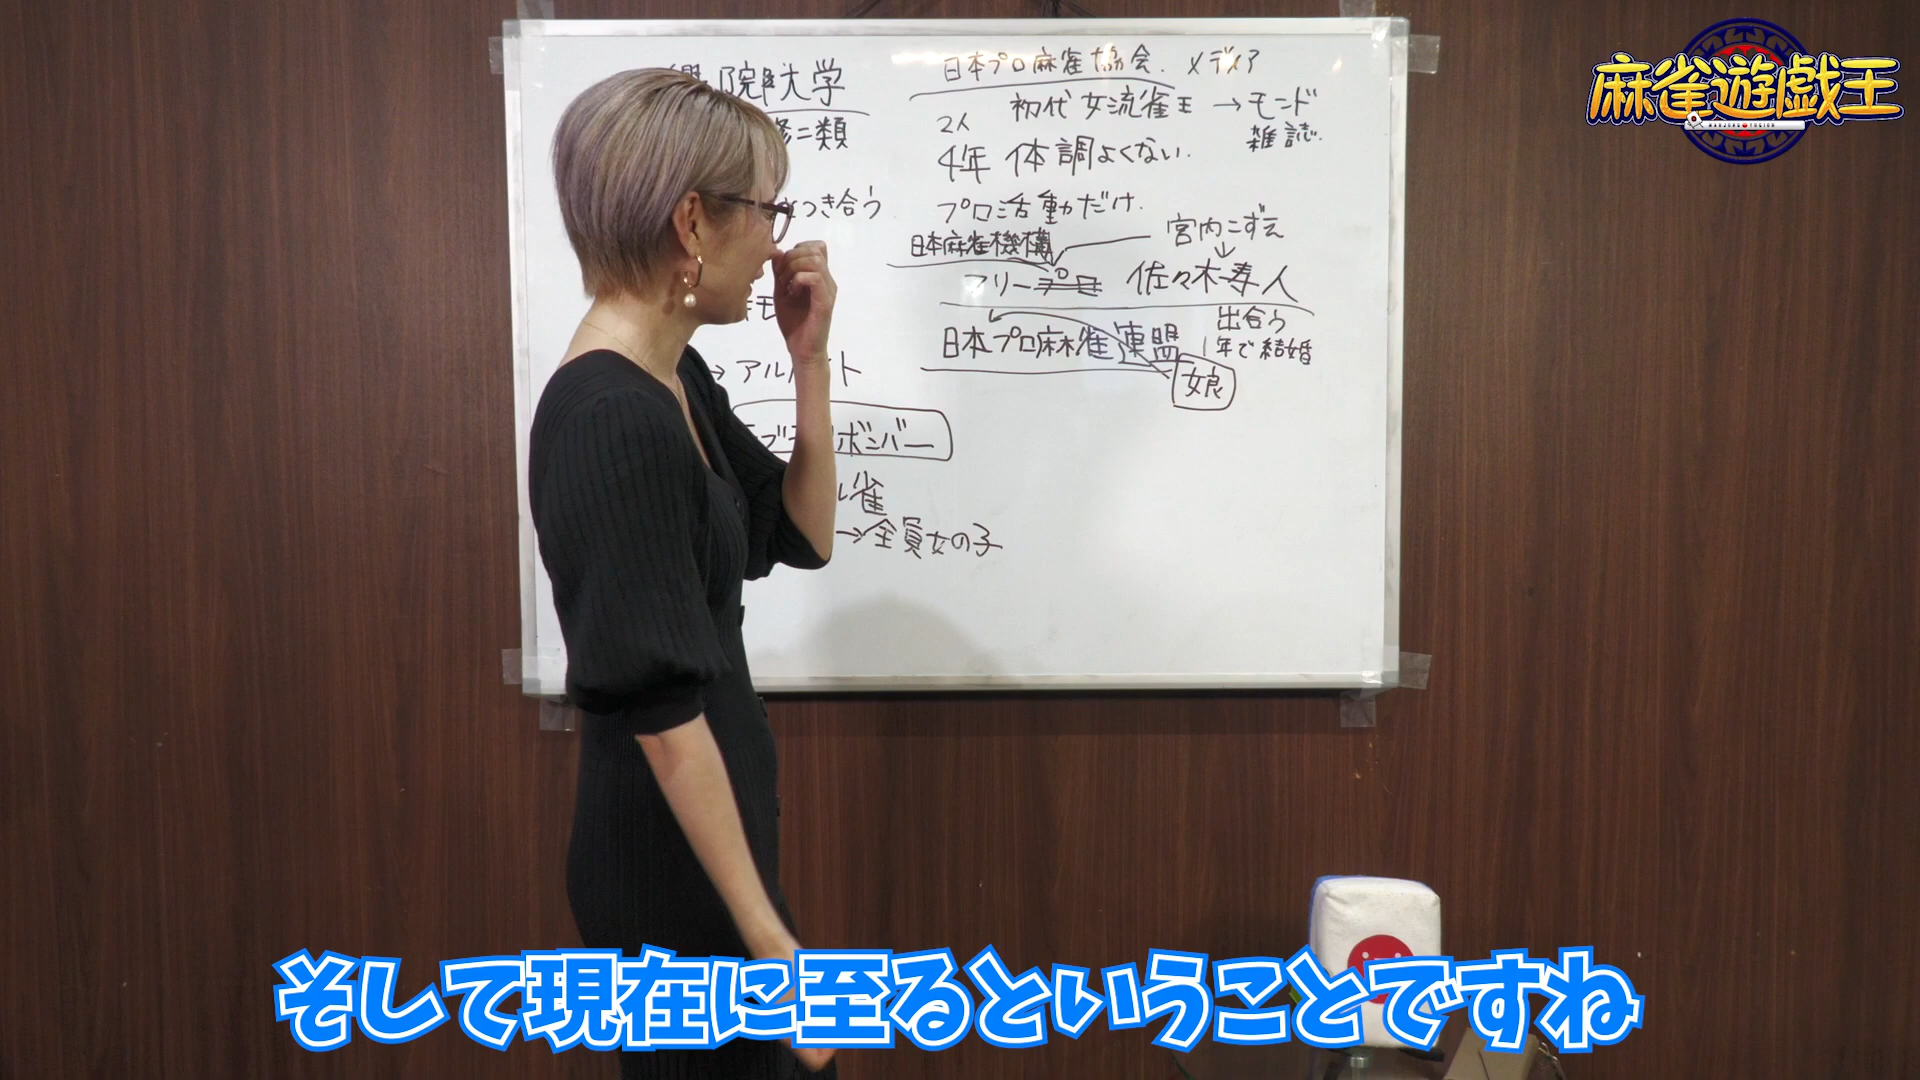 院大学
二類
つき合う
アル
ボンバー
雀
→全員女の子
日本プロ麻雀協会. メディア
初代女流雀王→モンド
雑誌.
2人
4年 体調よくない.
プロ活動だけ.
日本麻雀機構
宮内こずえ
フリープロ 佐々木寿人
出合う
1年で結婚
日本プロ麻雀連盟
娘
麻雀遊戯王
そして現在に至るということですね